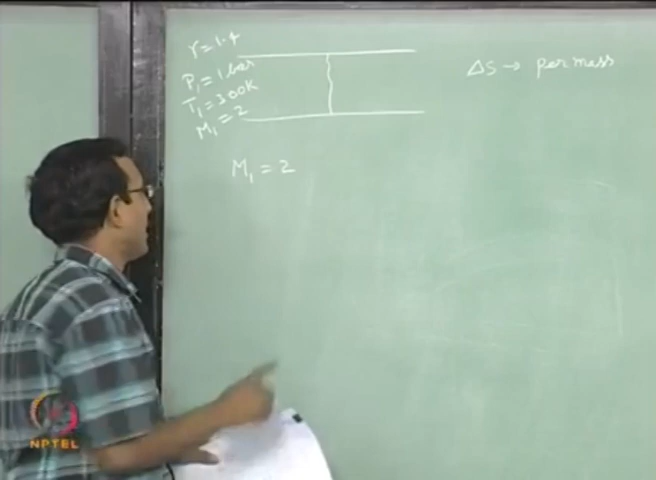 γ = 1.4
P₁ = 1 bar
T₁ = 300K
M₁ = 2
ΔS → per mass
M₁ = 2
NPTEL